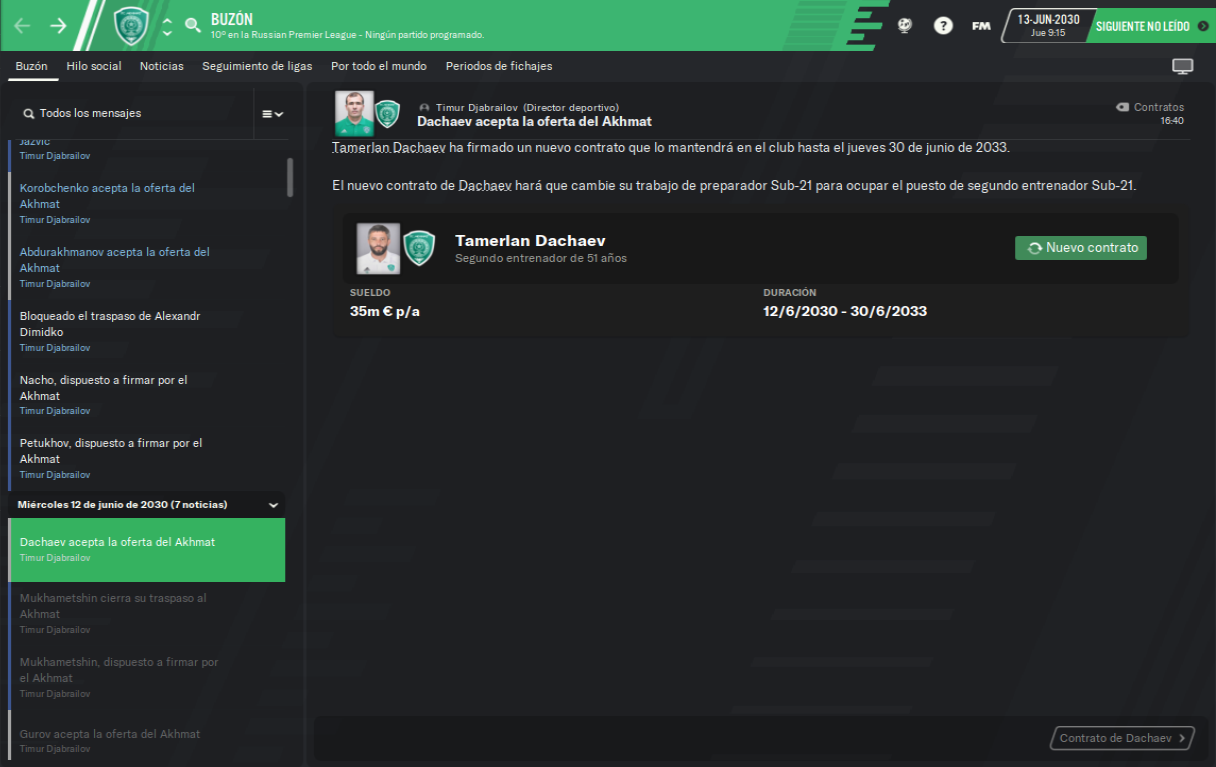 BUZÓN
10º en la Russian Premier League - Ningún partido programado.
FM
13-JUN-2030
Jue 9:15
SIGUIENTE NO LEÍDO
Buzón
Hilo social
Noticias
Seguimiento de ligas
Por todo el mundo
Periodos de fichajes
Todos los mensajes
Jazvic
Timur Djabrailov
Korobchenko acepta la oferta del
Akhmat
Timur Djabrailov
Abdurakhmanov acepta la oferta del
Akhmat
Timur Djabrailov
Bloqueado el traspaso de Alexandr
Dimidko
Timur Djabrailov
Nacho, dispuesto a firmar por el
Akhmat
Timur Djabrailov
Petukhov, dispuesto a firmar por el
Akhmat
Timur Djabrailov
Miércoles 12 de junio de 2030 (7 noticias)
Dachaev acepta la oferta del Akhmat
Timur Djabrailov
Mukhametshin cierra su traspaso al
Akhmat
Timur Djabrailov
Mukhametshin, dispuesto a firmar por
el Akhmat
Timur Djabrailov
Gurov acepta la oferta del Akhmat
Timur Djabrailov
Timur Djabrailov (Director deportivo)
Dachaev acepta la oferta del Akhmat
Contratos
16:40
Tamerlan Dachaev ha firmado un nuevo contrato que lo mantendrá en el club hasta el jueves 30 de junio de 2033.
El nuevo contrato de Dachaev hará que cambie su trabajo de preparador Sub-21 para ocupar el puesto de segundo entrenador Sub-21.
Tamerlan Dachaev
Segundo entrenador de 51 años
Nuevo contrato
SUELDO
35m € p/a
DURACIÓN
12/6/2030 - 30/6/2033
Contrato de Dachaev